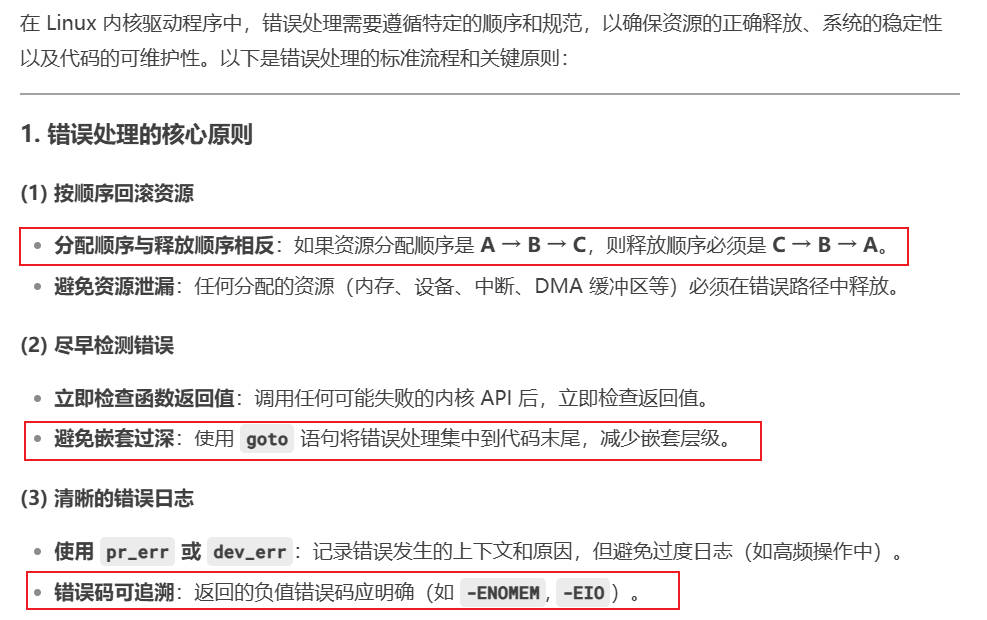 在 Linux 内核驱动程序中，错误处理需要遵循特定的顺序和规范，以确保资源的正确释放、系统的稳定性
以及代码的可维护性。以下是错误处理的标准流程和关键原则：
1. 错误处理的核心原则
(1) 按顺序回滚资源
• 分配顺序与释放顺序相反：如果资源分配顺序是 A → B → C，则释放顺序必须是 C → B → A。
• 避免资源泄漏：任何分配的资源（内存、设备、中断、DMA 缓冲区等）必须在错误路径中释放。
(2) 尽早检测错误
• 立即检查函数返回值：调用任何可能失败的内核 API 后，立即检查返回值。
• 避免嵌套过深：使用 goto 语句将错误处理集中到代码末尾，减少嵌套层级。
(3) 清晰的错误日志
• 使用 pr_err 或 dev_err：记录错误发生的上下文和原因，但避免过度日志（如高频操作中）。
• 错误码可追溯：返回的负值错误码应明确（如 -ENOMEM, -EIO）。